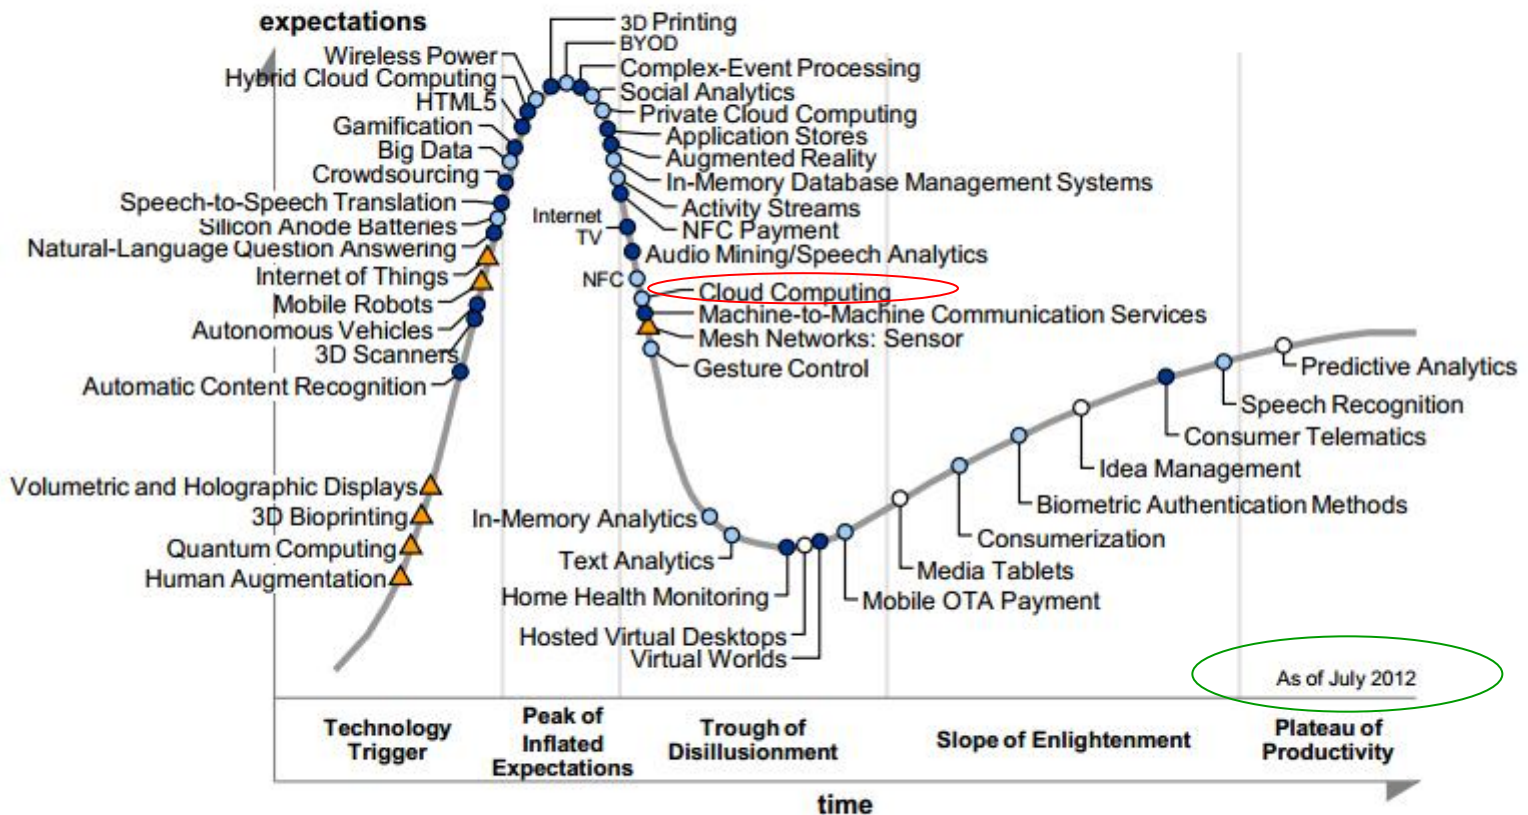 expectations
3D Printing
BYOD
Wireless Power
Complex-Event Processing
Hybrid Cloud Computing
Social Analytics
HTML5
Private Cloud Computing
Gamification
Application Stores
Big Data
Augmented Reality
Crowdsourcing
In-Memory Database Management Systems
Speech-to-Speech Translation
Activity Streams
Silicon Anode Batteries
Internet
TV
NFC Payment
Natural-Language Question Answering
Audio Mining/Speech Analytics
Internet of Things
NFC
Cloud Computing
Mobile Robots
Machine-to-Machine Communication Services
Autonomous Vehicles
Mesh Networks: Sensor
3D Scanners
Gesture Control
Automatic Content Recognition
Predictive Analytics
Speech Recognition
Consumer Telematics
Idea Management
Volumetric and Holographic Displays
Biometric Authentication Methods
3D Bioprinting
In-Memory Analytics
Consumerization
Quantum Computing
Text Analytics
Media Tablets
Human Augmentation
Home Health Monitoring
Mobile OTA Payment
Hosted Virtual Desktops
Virtual Worlds
As of July 2012
Technology
Trigger
Peak of
Inflated
Expectations
Trough of
Disillusionment
Slope of Enlightenment
Plateau of
Productivity
time